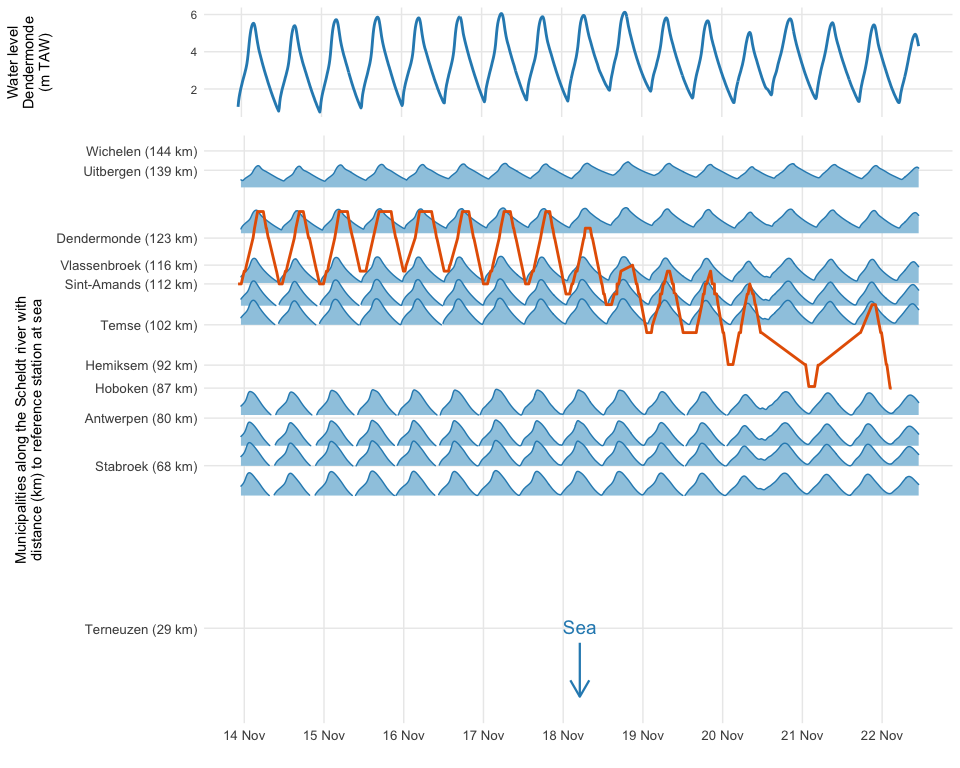 Water level
Dendermonde
(m TAW)
6
4
2
Municipalities along the Scheldt river with
distance (km) to reference station at sea
Wichelen (144 km)
Uitbergen (139 km)
Dendermonde (123 km)
Vlassenbroek (116 km)
Sint-Amands (112 km)
Temse (102 km)
Hemiksem (92 km)
Hoboken (87 km)
Antwerpen (80 km)
Stabroek (68 km)
Terneuzen (29 km)
Sea
14 Nov 15 Nov 16 Nov 17 Nov 18 Nov 19 Nov 20 Nov 21 Nov 22 Nov